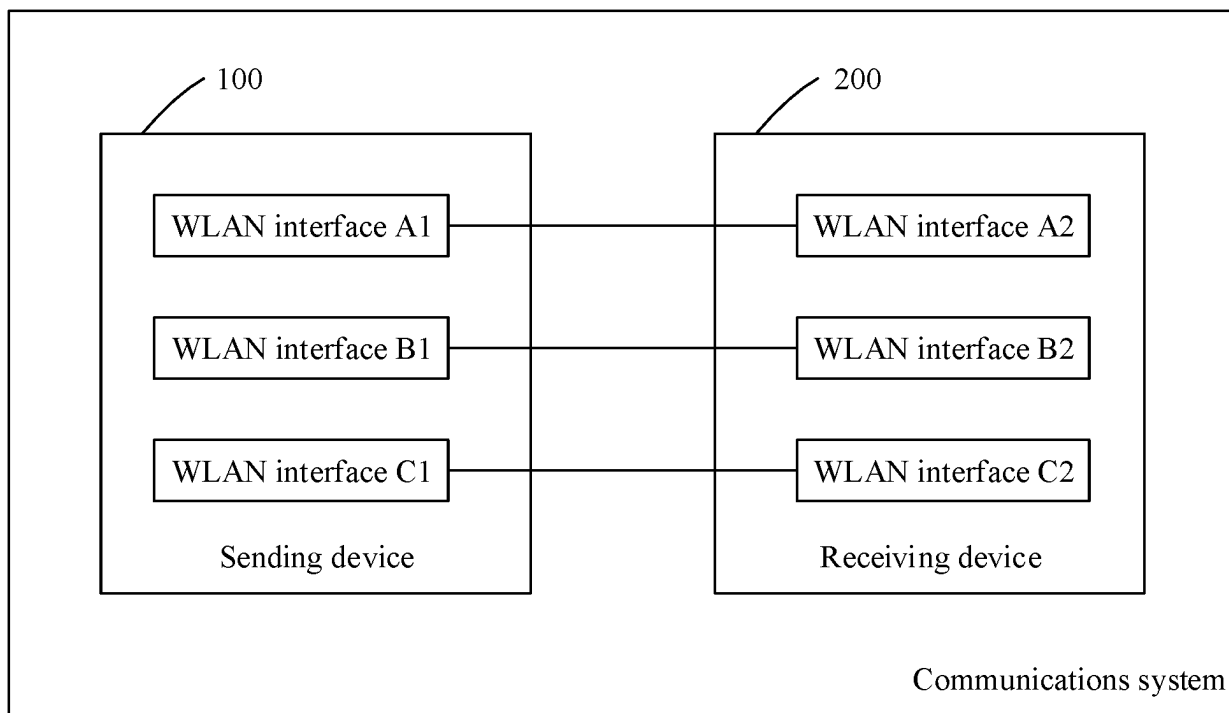 100
200
WLAN interface A1
WLAN interface A2
WLAN interface B1
WLAN interface B2
WLAN interface C1
WLAN interface C2
Sending device
Receiving device
Communications system